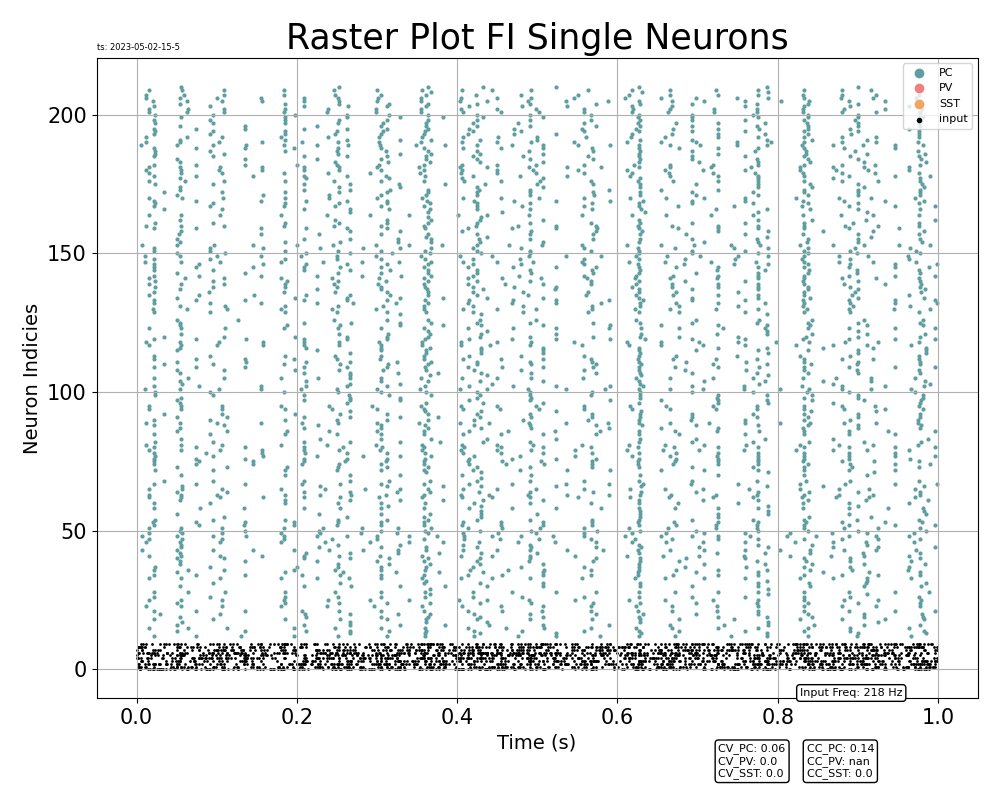 Raster Plot FI Single Neurons
ts: 2023-05-02-15-5
PC
PV
SST
input
200
150
100
50
0
Neuron Indicies
0.0 0.2 0.4 0.6 0.8 1.0
Time (s)
Input Freq: 218 Hz
CV_PC: 0.06
CV_PV: 0.0
CV_SST: 0.0
CC_PC: 0.14
CC_PV: nan
CC_SST: 0.0